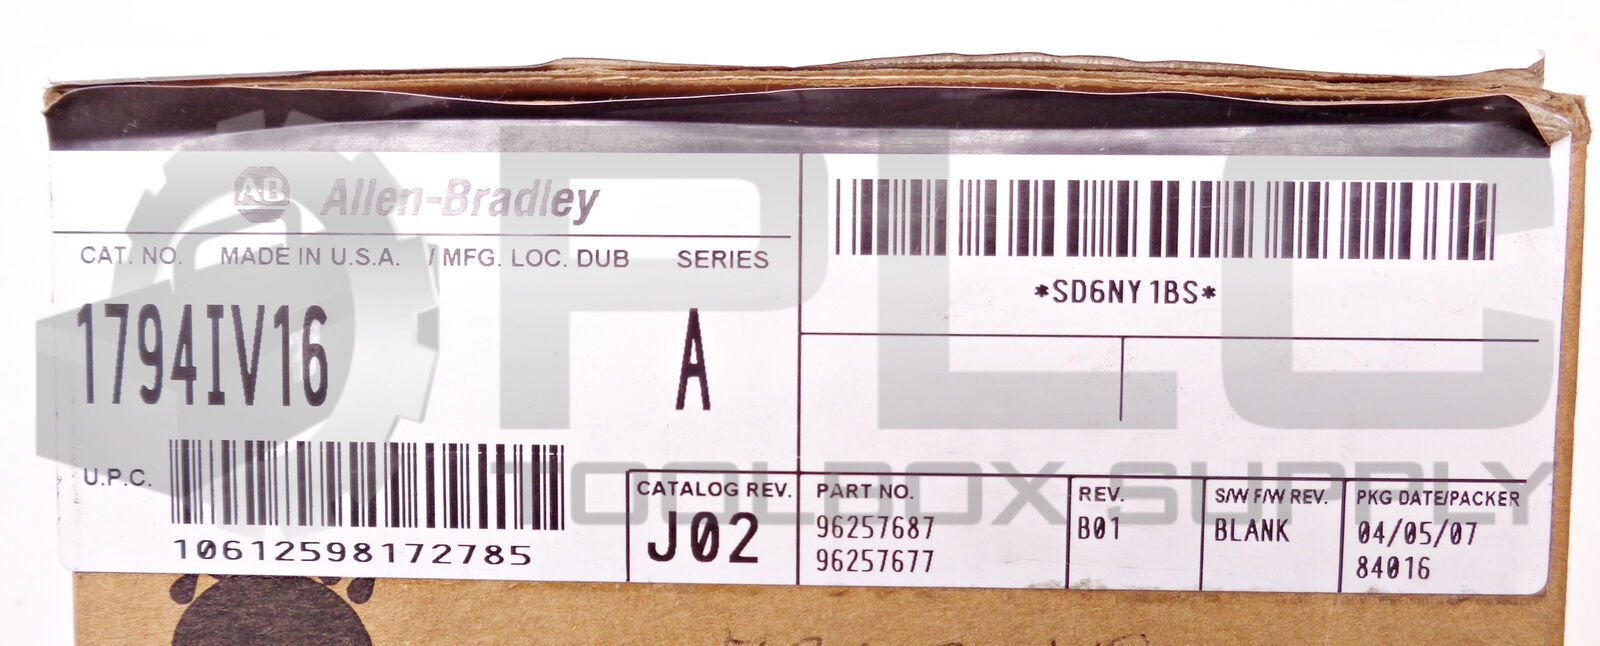 AB Allen-Bradley
CAT. NO. MADE IN U.S.A. / MFG. LOC. DUB SERIES
1794IV16 A
U.P.C.
10612598172785
*SD6NY1BS*
CATALOG REV.
J02
PART NO.
96257687
96257677
REV.
B01
S/W F/W REV.
BLANK
PKG DATE/PACKER
04/05/07
84016
PLC
TOOLBOX SUPPLY